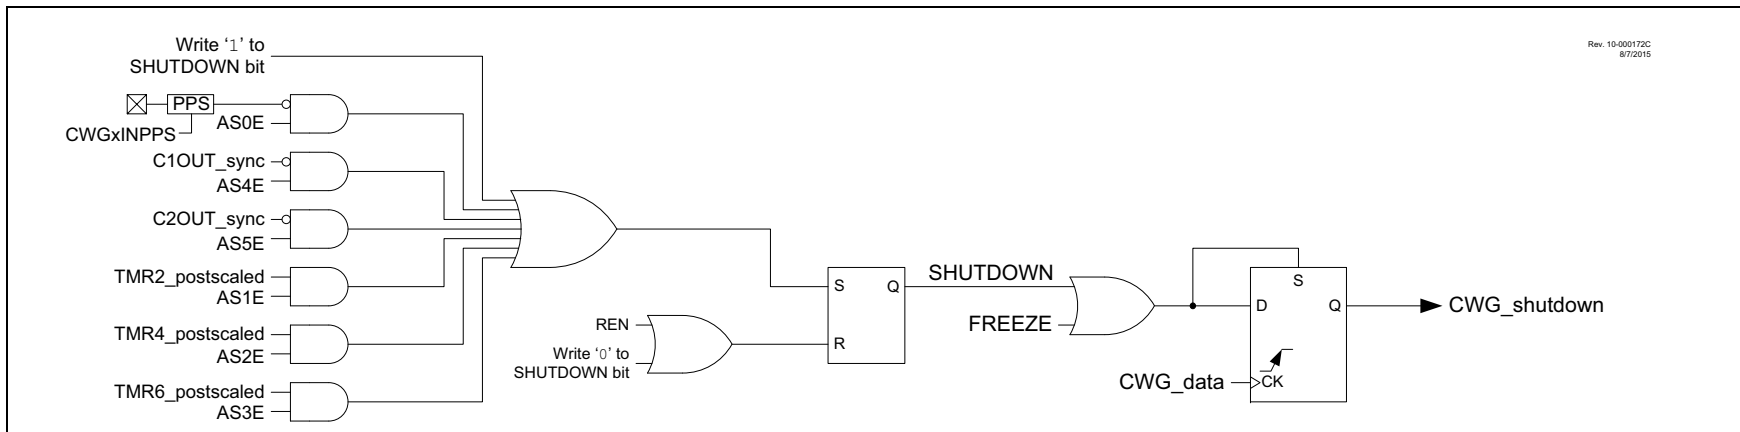 Write ‘1’ to
SHUTDOWN bit
Rev. 10-000172C
8/7/2015
PPS
AS0E
CWGxINPPS
C1OUT_sync
AS4E
C2OUT_sync
AS5E
TMR2_postscaled
AS1E
TMR4_postscaled
AS2E
TMR6_postscaled
AS3E
REN
Write ‘0’ to
SHUTDOWN bit
S
Q
R
SHUTDOWN
FREEZE
S
D
Q
CK
CWG_data
CWG_shutdown